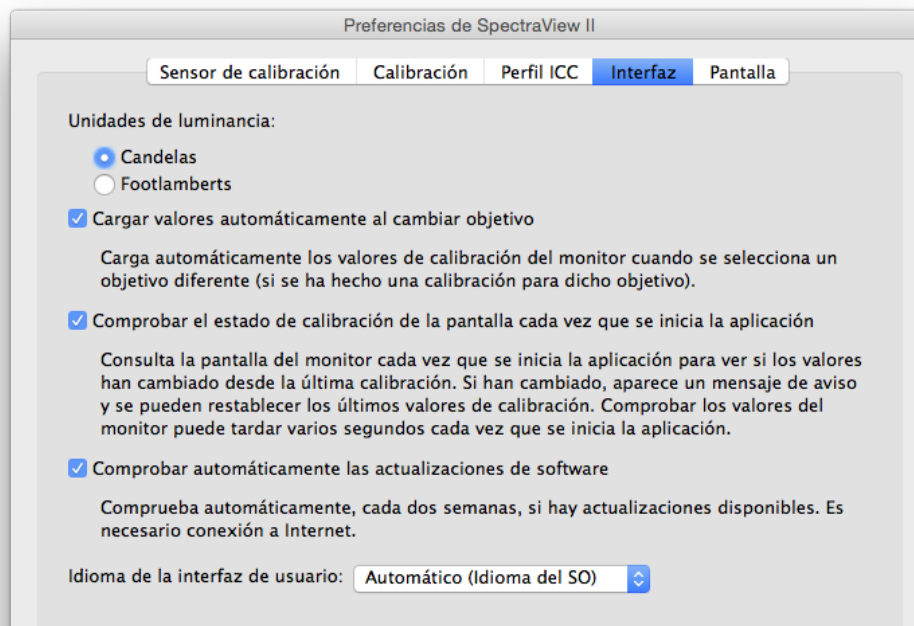 Preferencias de SpectraView II
Sensor de calibración Calibración Perfil ICC Interfaz Pantalla
Unidades de luminancia:
Candelas
Footlamberts
Cargar valores automáticamente al cambiar objetivo
Carga automáticamente los valores de calibración del monitor cuando se selecciona un
objetivo diferente (si se ha hecho una calibración para dicho objetivo).
Comprobar el estado de calibración de la pantalla cada vez que se inicia la aplicación
Consulta la pantalla del monitor cada vez que se inicia la aplicación para ver si los valores
han cambiado desde la última calibración. Si han cambiado, aparece un mensaje de aviso
y se pueden restablecer los últimos valores de calibración. Comprobar los valores del
monitor puede tardar varios segundos cada vez que se inicia la aplicación.
Comprobar automáticamente las actualizaciones de software
Comprueba automáticamente, cada dos semanas, si hay actualizaciones disponibles. Es
necesario conexión a Internet.
Idioma de la interfaz de usuario: Automático (Idioma del SO)